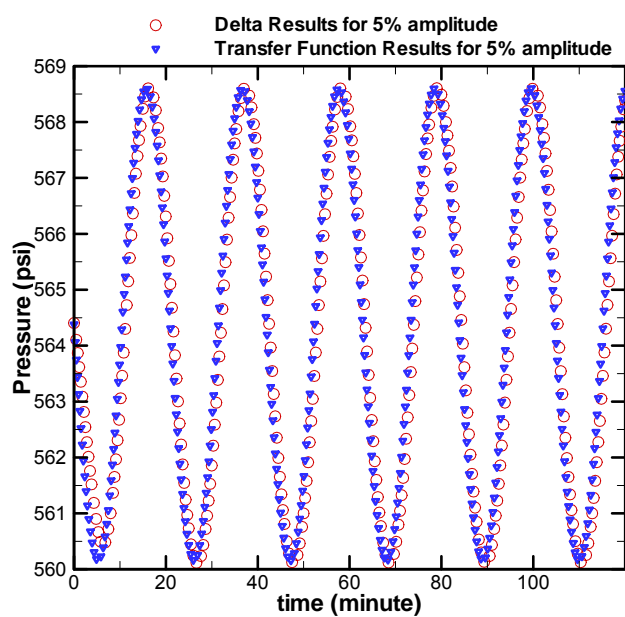 Delta Results for 5% amplitude
Transfer Function Results for 5% amplitude
569
568
567
566
565
564
563
562
561
560
Pressure (psi)
0 20 40 60 80 100
time (minute)